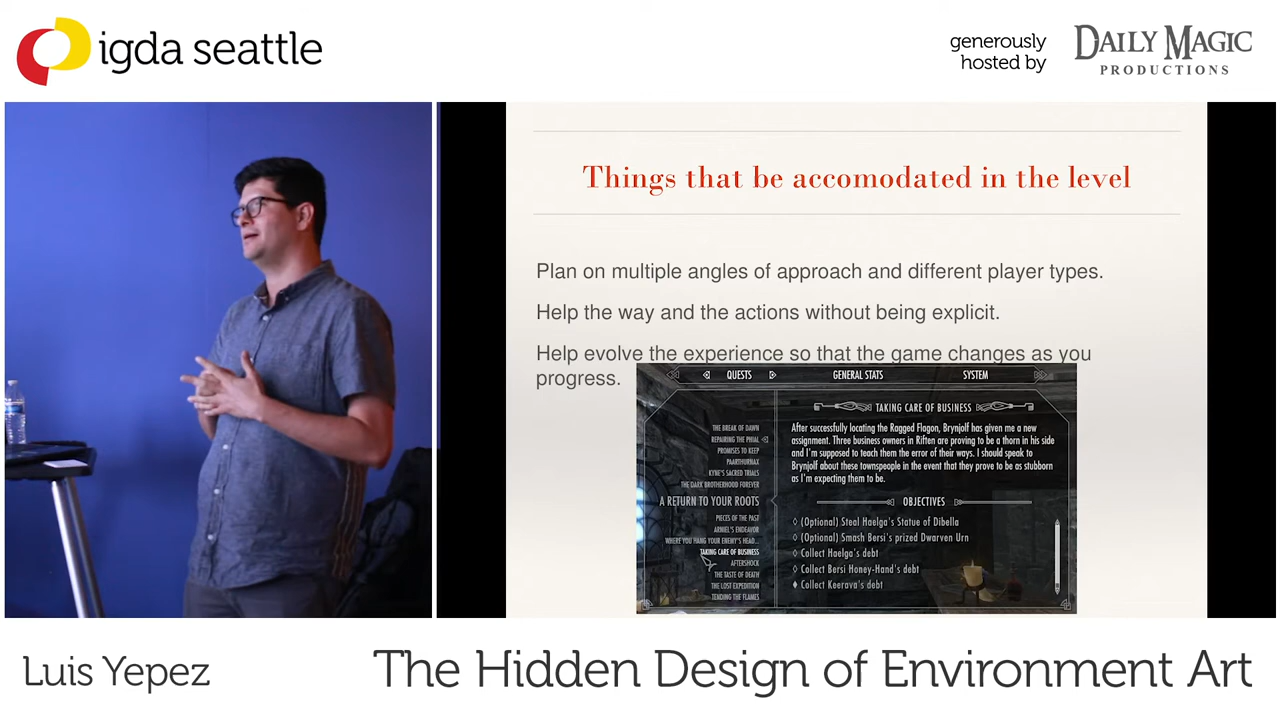 igda seattle
generously
hosted by
DAILY MAGIC
PRODUCTIONS
Things that be accomodated in the level
Plan on multiple angles of approach and different player types.
Help the way and the actions without being explicit.
Help evolve the experience so that the game changes as you
progress.
QUESTS
GENERAL STATS
SYSTEM
THE BREAK OF DAWN
REPAIRING THE PHIAL
PROMISES TO KEEP
PAARTHURNAX
KYNE'S SACRED TRIALS
THE DARK BROTHERHOOD FOREVER
A RETURN TO YOUR ROOTS
PIECES OF THE PAST
ARNIEL'S ENDEAVOR
WHERE YOU HANG YOUR ENEMY'S HEAD...
TAKING CARE OF BUSINESS
AFTERSHOCK
THE TASTE OF DEATH
THE LOST EXPEDITION
TENDING THE FLAMES
TAKING CARE OF BUSINESS
After successfully locating the Ragged Flagon, Brynjolf has given me a new
assignment. Three business owners in Riften are proving to be a thorn in his side
and I'm supposed to teach them the error of their ways. I should speak to
Brynjolf about these townspeople in the event that they prove to be as stubborn
as I'm expecting them to be.
OBJECTIVES
(Optional) Steal Haelga's Statue of Dibella
(Optional) Smash Bersi's prized Dwarven Urn
Collect Haelga's debt
Collect Bersi Honey-Hand's debt
Collect Keerava's debt
Luis Yepez
The Hidden Design of Environment Art